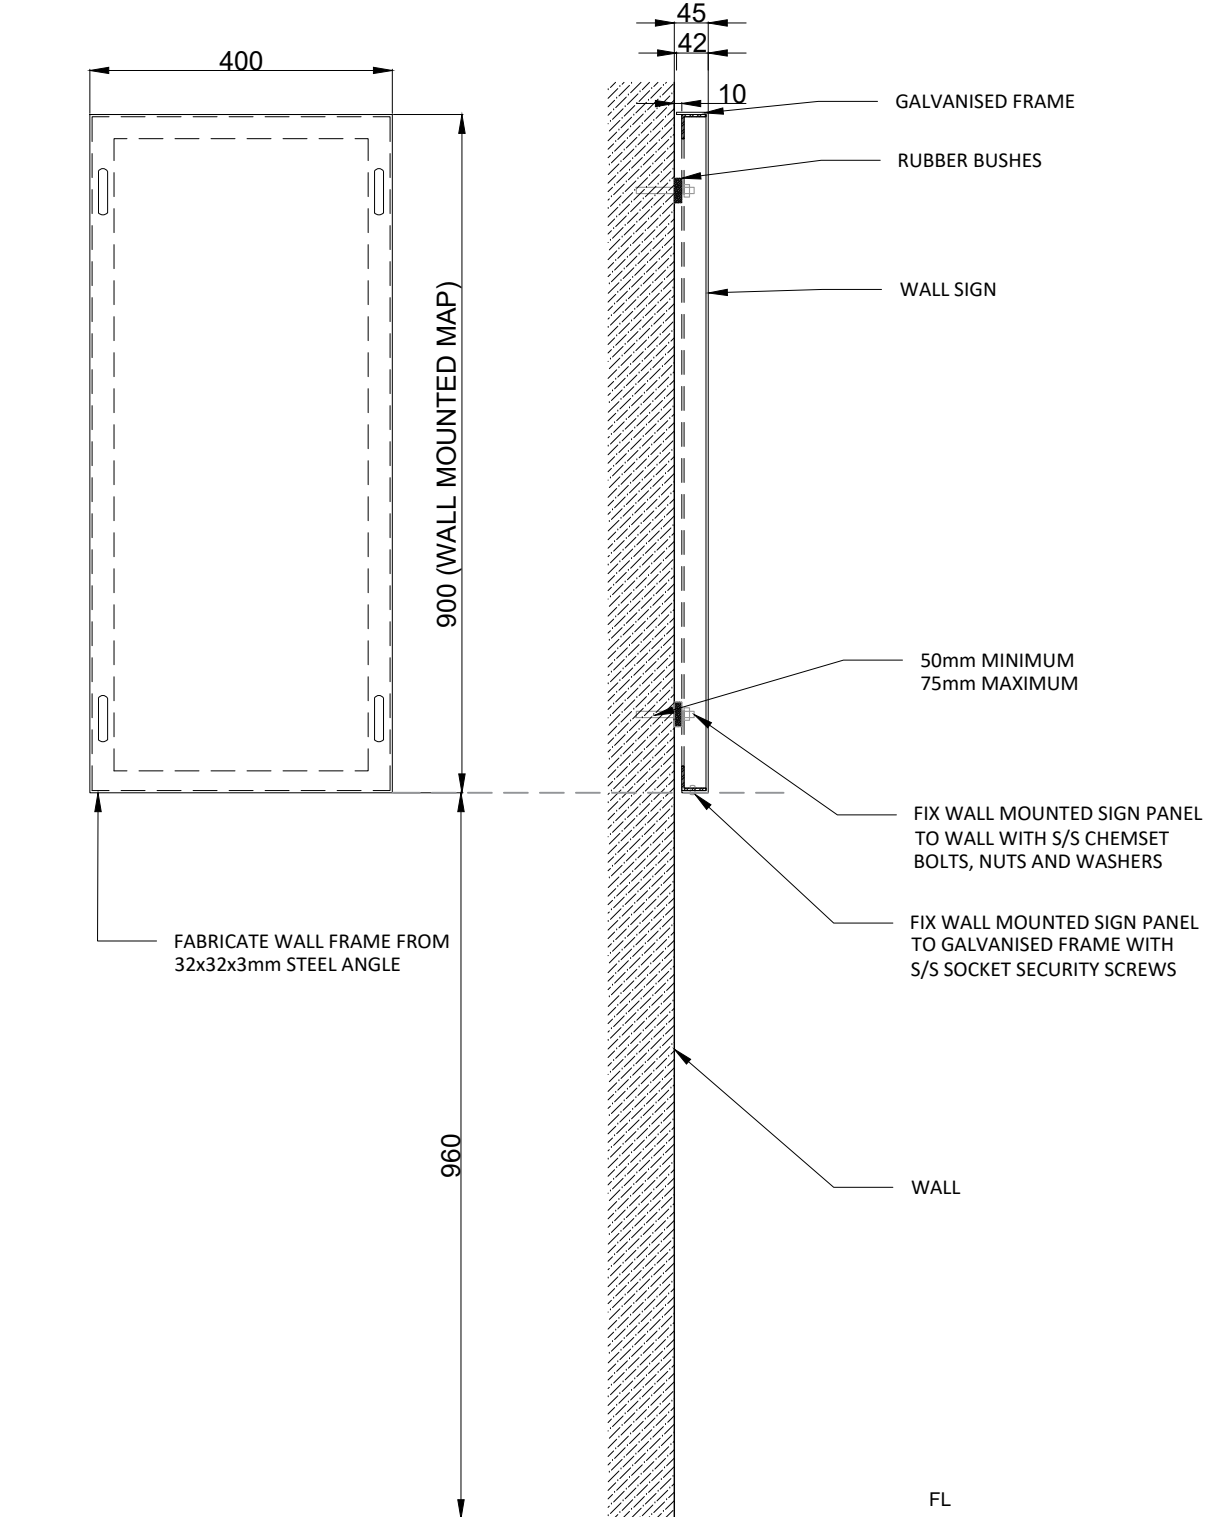 45
42
400
10
GALVANISED FRAME
RUBBER BUSHES
WALL SIGN
900 (WALL MOUNTED MAP)
50mm MINIMUM
75mm MAXIMUM
FIX WALL MOUNTED SIGN PANEL
TO WALL WITH S/S CHEMSET
BOLTS, NUTS AND WASHERS
FIX WALL MOUNTED SIGN PANEL
TO GALVANISED FRAME WITH
S/S SOCKET SECURITY SCREWS
FABRICATE WALL FRAME FROM
32x32x3mm STEEL ANGLE
960
WALL
FL